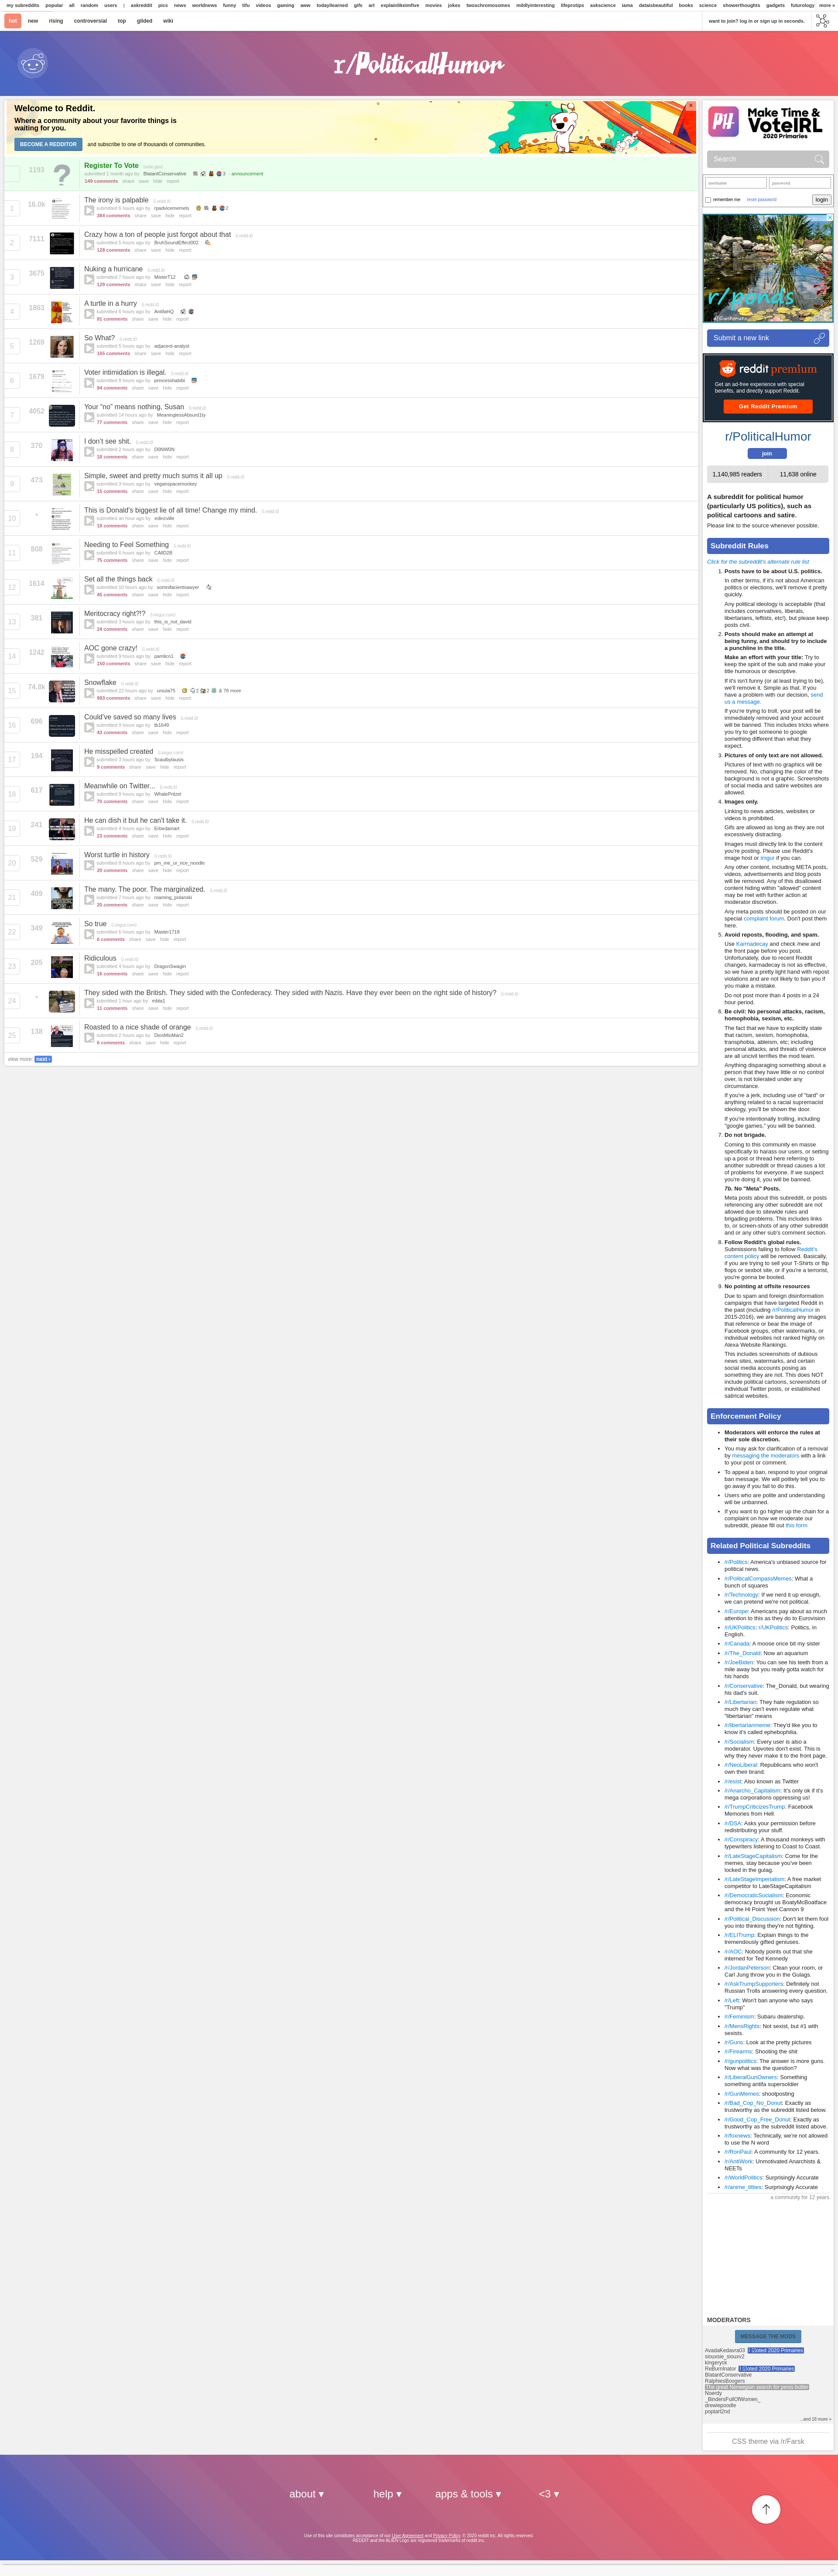 my subreddits popular all random users | askreddit pics news worldnews funny tifu videos gaming aww todayilearned gifs art explainlikeimfive movies jokes twoxchromosomes mildlyinteresting lifeprotips askscience iama dataisbeautiful books science showerthoughts gadgets futurology more »
hot new rising controversial top gilded wiki
want to join? log in or sign up in seconds.
r/PoliticalHumor
Welcome to Reddit.
Where a community about your favorite things is
waiting for you.
BECOME A REDDITOR and subscribe to one of thousands of communities.
1193
Register To Vote
submitted 1 month ago by BlatantConservative 3 - announcement
149 comments share save hide report
1 16.0k
The irony is palpable
submitted 6 hours ago by rpadvicememels 2
384 comments share save hide report
2 7111
Crazy how a ton of people just forgot about that
submitted 5 hours ago by BruhSoundEffect002
128 comments share save hide report
3 3675
Nuking a hurricane
submitted 7 hours ago by MisterT12
129 comments share save hide report
4 1863
A turtle in a hurry
submitted 6 hours ago by AntifaHQ
91 comments share save hide report
5 1269
So What?
submitted 5 hours ago by adjacent-analyst
165 comments share save hide report
6 1679
Voter intimidation is illegal.
submitted 8 hours ago by princeshabibi
94 comments share save hide report
7 4052
Your “no” means nothing, Susan
submitted 14 hours ago by MeaninglessAbsurd1ty
77 comments share save hide report
8 370
I don't see shit.
submitted 2 hours ago by D0NW0N
18 comments share save hide report
9 473
Simple, sweet and pretty much sums it all up
submitted 3 hours ago by veganspacemonkey
15 comments share save hide report
10 •
This is Donald's biggest lie of all time! Change my mind.
submitted an hour ago by edincville
18 comments share save hide report
11 808
Needing to Feel Something
submitted 6 hours ago by CAllD2B
75 comments share save hide report
12 1614
Set all the things back
submitted 10 hours ago by somnifacientsawyer
45 comments share save hide report
13 381
Meritocracy right?!?
submitted 3 hours ago by this_is_not_david
24 comments share save hide report
14 1242
AOC gone crazy!
submitted 9 hours ago by pamlico1
150 comments share save hide report
15 74.8k
Snowflake
submitted 22 hours ago by ursula75 2 2 & 78 more
993 comments share save hide report
16 696
Could've saved so many lives
submitted 9 hours ago by tb1649
43 comments share save hide report
17 194
He misspelled created
submitted 3 hours ago by Scaulbylausis
9 comments share save hide report
18 617
Meanwhile on Twitter...
submitted 9 hours ago by WhalePritzel
70 comments share save hide report
19 241
He can dish it but he can't take it.
submitted 4 hours ago by Erbedaman!
23 comments share save hide report
20 529
Worst turtle in history
submitted 8 hours ago by pm_me_ur_rice_noodle
20 comments share save hide report
21 409
The many. The poor. The marginalized.
submitted 7 hours ago by roaming_polanski
20 comments share save hide report
22 349
So true
submitted 6 hours ago by Master1718
6 comments share save hide report
23 205
Ridiculous
submitted 4 hours ago by DragonSwagin
16 comments share save hide report
24 •
They sided with the British. They sided with the Confederacy. They sided with Nazis. Have they ever been on the right side of history?
submitted 1 hour ago by mbta1
11 comments share save hide report
25 138
Roasted to a nice shade of orange
submitted 2 hours ago by DiosMioMan2
6 comments share save hide report
view more: next ›
PH
Make Time 2
VoteIRL
2020 Primaries
Search
username password
remember me reset password login
r/ponds
Submit a new link
reddit premium
Get an ad-free experience with special
benefits, and directly support Reddit.
Get Reddit Premium
r/PoliticalHumor
join
1,140,985 readers 11,638 online
A subreddit for political humor
(particularly US politics), such as
political cartoons and satire.
Please link to the source whenever possible.
Subreddit Rules
Click for the subreddit's alternate rule list
1. Posts have to be about U.S. politics.
In other terms, if it's not about American
politics or elections, we'll remove it pretty
quickly.
Any political ideology is acceptable (that
includes conservatives, liberals,
libertarians, leftists, etc!), but please keep
posts civil.
2. Posts should make an attempt at
being funny, and should try to include
a punchline in the title.
Make an effort with your title: Try to
keep the spirit of the sub and make your
title humorous or descriptive.
If it's isn't funny (or at least trying to be),
we'll remove it. Simple as that. If you
have a problem with our decision, send
us a message.
If you're trying to troll, your post will be
immediately removed and your account
will be banned. This includes tricks where
you try to get someone to google
something different than what they
expect.
3. Pictures of only text are not allowed.
Pictures of text with no graphics will be
removed. No, changing the color of the
background is not a graphic. Screenshots
of social media and satire websites are
allowed.
4. Images only.
Linking to news articles, websites or
videos is prohibited.
Gifs are allowed as long as they are not
excessively distracting.
Images must directly link to the content
you're posting. Please use Reddit's
image host or imgur if you can.
Any other content, including META posts,
videos, advertisements and blog posts
will be removed. Any of this disallowed
content hiding within "allowed" content
may be met with further action at
moderator discretion.
Any meta posts should be posted on our
special complaint forum. Don't post them
here.
5. Avoid reposts, flooding, and spam.
Use Karmadecay and check /new and
the front page before you post.
Unfortunately, due to recent Reddit
changes, karmadecay is not as effective,
so we have a pretty light hand with repost
violations and are not likely to ban you if
you make a mistake.
Do not post more than 4 posts in a 24
hour period.
6. Be civil: No personal attacks, racism,
homophobia, sexism, etc.
The fact that we have to explicitly state
that racism, sexism, homophobia,
transphobia, ableism, etc; including
personal attacks, and threats of violence
are all uncivil terrifies the mod team.
Anything disparaging something about a
person that they have little or no control
over, is not tolerated under any
circumstance.
If you're a jerk, including use of "tard" or
anything related to a racial supremacist
ideology, you'll be shown the door.
If you're intentionally trolling, including
"google games," you will be banned.
7. Do not brigade.
Coming to this community en masse
specifically to harass our users, or setting
up a post or thread here referring to
another subreddit or thread causes a lot
of problems for everyone. If we suspect
you're doing it, you will be banned.
7b. No "Meta" Posts.
Meta posts about this subreddit, or posts
referencing any other subreddit are not
allowed due to sitewide rules and
brigading problems. This includes links
to, or screen-shots of any other subreddit
and or any other sub's comment section.
8. Follow Reddit's global rules.
Submissions failing to follow Reddit's
content policy will be removed. Basically,
if you are trying to sell your T-Shirts or flip
flops or sexbot site, or if you're a terrorist,
you're gonna be booted.
9. No pointing at offsite resources
Due to spam and foreign disinformation
campaigns that have targeted Reddit in
the past (including /r/PoliticalHumor in
2015-2016), we are banning any images
that reference or bear the image of
Facebook groups, other watermarks, or
individual websites not ranked highly on
Alexa Website Rankings.
This includes screenshots of dubious
news sites, watermarks, and certain
social media accounts posing as
something they are not. This does NOT
include political cartoons, screenshots of
individual Twitter posts, or established
satirical websites.
Enforcement Policy
• Moderators will enforce the rules at
their sole discretion.
• You may ask for clarification of a removal
by messaging the moderators with a link
to your post or comment.
• To appeal a ban, respond to your original
ban message. We will politely tell you to
go away if you fail to do this.
• Users who are polite and understanding
will be unbanned.
• If you want to go higher up the chain for a
complaint on how we moderate our
subreddit, please fill out this form
Related Political Subreddits
• /r/Politics: America's unbiased source for
political news.
• /r/PoliticalCompassMemes: What a
bunch of squares
• /r/Technology: If we nerd it up enough,
we can pretend we're not political.
• /r/Europe: Americans pay about as much
attention to this as they do to Eurovision
• /r/UKPolitics: r/UKPolitics: Politics, in
English.
• /r/Canada: A moose once bit my sister
• /r/The_Donald: Now an aquarium
• /r/JoeBiden: You can see his teeth from a
mile away but you really gotta watch for
his hands
• /r/Conservative: The_Donald, but wearing
his dad's suit.
• /r/Libertarian: They hate regulation so
much they can't even regulate what
"libertarian" means
• /r/libertarianmeme: They'd like you to
know it's called ephebophilia.
• /r/Socialism: Every user is also a
moderator. Upvotes don't exist. This is
why they never make it to the front page.
• /r/NeoLiberal: Republicans who won't
own their brand.
• /r/esist: Also known as Twitter
• /r/Anarcho_Capitalism: It's only ok if it's
mega corporations oppressing us!
• /r/TrumpCriticizesTrump: Facebook
Memories from Hell
• /r/DSA: Asks your permission before
redistributing your stuff.
• /r/Conspiracy: A thousand monkeys with
typewriters listening to Coast to Coast.
• /r/LateStageCapitalism: Come for the
memes, stay because you've been
locked in the gulag.
• /r/LateStageImperialism: A free market
competitor to LateStageCapitalism
• /r/DemocraticSocialism: Economic
democracy brought us BoatyMcBoatface
and the Hi Point Yeet Cannon 9
• /r/Political_Discussion: Don't let them fool
you into thinking they're not fighting.
• /r/ELITrump: Explain things to the
tremendously gifted geniuses.
• /r/AOC: Nobody points out that she
interned for Ted Kennedy
• /r/JordanPeterson: Clean your room, or
Carl Jung throw you in the Gulags.
• /r/AskTrumpSupporters: Definitely not
Russian Trolls answering every question.
• /r/Left: Won't ban anyone who says
"Trump"
• /r/Feminism: Subaru dealership.
• /r/MensRights: Not sexist, but #1 with
sexists.
• /r/Guns: Look at the pretty pictures
• /r/Firearms: Shooting the shit
• /r/gunpolitics: The answer is more guns.
Now what was the question?
• /r/LiberalGunOwners: Something
something antifa supersoldier
• /r/GunMemes: shootposting
• /r/Bad_Cop_No_Donut: Exactly as
trustworthy as the subreddit listed below.
• /r/Good_Cop_Free_Donut: Exactly as
trustworthy as the subreddit listed above.
• /r/foxnews: Technically, we're not allowed
to use the N word
• /r/RonPaul: A community for 12 years.
• /r/AntiWork: Unmotivated Anarchists &
NEETs
• /r/WorldPolitics: Surprisingly Accurate
• /r/anime_titties: Surprisingly Accurate
a community for 12 years
MODERATORS
MESSAGE THE MODS
AvadaKedavra03 I voted 2020 Primaries
siouxsie_siouxv2
kingeryck
ReBurnInator I voted 2020 Primaries
BlatantConservative
RalphiesBoogers
The great Norwegian search for penis butter
Noerdy
_BindersFullOfWomen_
drewiepoodle
poptart2nd
...and 18 more »
CSS theme via /r/Farsk
about ▾ help ▾ apps & tools ▾ <3 ▾
Use of this site constitutes acceptance of our User Agreement and Privacy Policy. © 2020 reddit inc. All rights reserved.
REDDIT and the ALIEN Logo are registered trademarks of reddit inc.